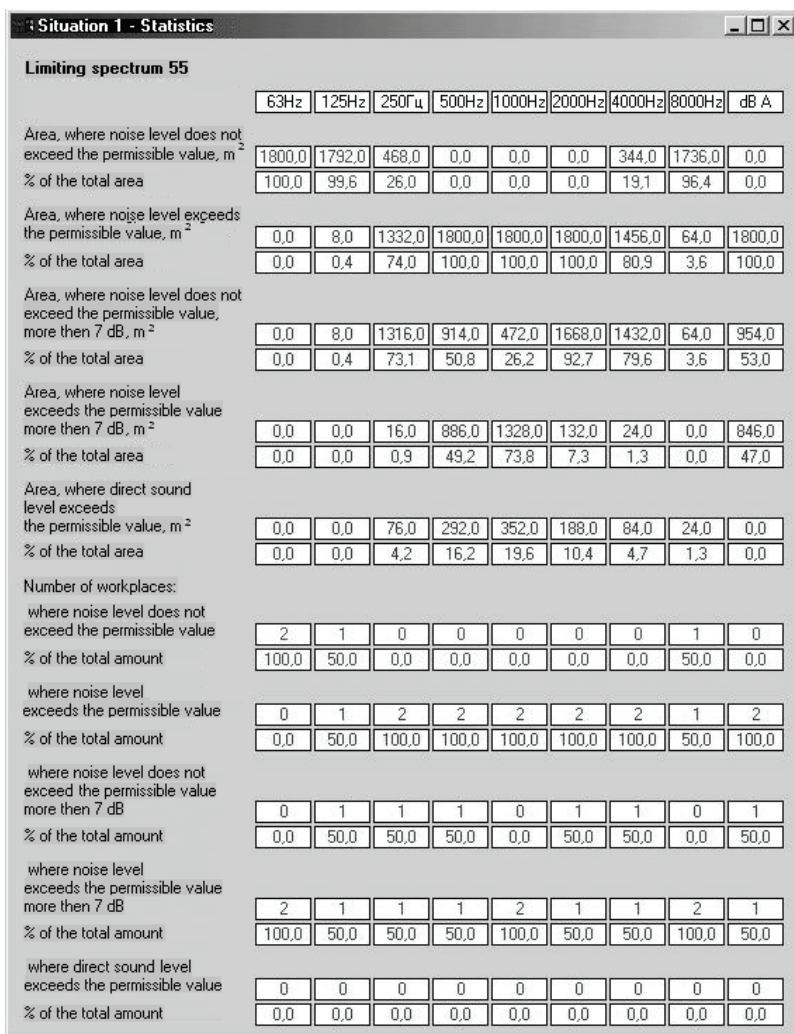 Situation 1 - Statistics
Limiting spectrum 55
63Hz 125Hz 250Гц 500Hz 1000Hz 2000Hz 4000Hz 8000Hz dB A
Area, where noise level does not
exceed the permissible value, m 2 1800,0 1792,0 468,0 0,0 0,0 0,0 344,0 1736,0 0,0
% of the total area 100,0 99,6 26,0 0,0 0,0 0,0 19,1 96,4 0,0
Area, where noise level exceeds
the permissible value, m 2 0,0 8,0 1332,0 1800,0 1800,0 1800,0 1456,0 64,0 1800,0
% of the total area 0,0 0,4 74,0 100,0 100,0 100,0 80,9 3,6 100,0
Area, where noise level does not
exceed the permissible value,
more then 7 dB, m 2 0,0 8,0 1316,0 914,0 472,0 1668,0 1432,0 64,0 954,0
% of the total area 0,0 0,4 73,1 50,8 26,2 92,7 79,6 3,6 53,0
Area, where noise level
exceeds the permissible value
more then 7 dB, m 2 0,0 0,0 16,0 886,0 1328,0 132,0 24,0 0,0 846,0
% of the total area 0,0 0,0 0,9 49,2 73,8 7,3 1,3 0,0 47,0
Area, where direct sound
level exceeds
the permissible value, m 2 0,0 0,0 76,0 292,0 352,0 188,0 84,0 24,0 0,0
% of the total area 0,0 0,0 4,2 16,2 19,6 10,4 4,7 1,3 0,0
Number of workplaces:
where noise level does not
exceed the permissible value 2 1 0 0 0 0 0 1 0
% of the total amount 100,0 50,0 0,0 0,0 0,0 0,0 0,0 50,0 0,0
where noise level
exceeds the permissible value 0 1 2 2 2 2 2 1 2
% of the total amount 0,0 50,0 100,0 100,0 100,0 100,0 100,0 50,0 100,0
where noise level does not
exceed the permissible value
more then 7 dB 0 1 1 1 0 1 1 0 1
% of the total amount 0,0 50,0 50,0 50,0 0,0 50,0 50,0 0,0 50,0
where noise level
exceeds the permissible value
more then 7 dB 2 1 1 1 2 1 1 2 1
% of the total amount 100,0 50,0 50,0 50,0 100,0 50,0 50,0 100,0 50,0
where direct sound level
exceeds the permissible value 0 0 0 0 0 0 0 0 0
% of the total amount 0,0 0,0 0,0 0,0 0,0 0,0 0,0 0,0 0,0